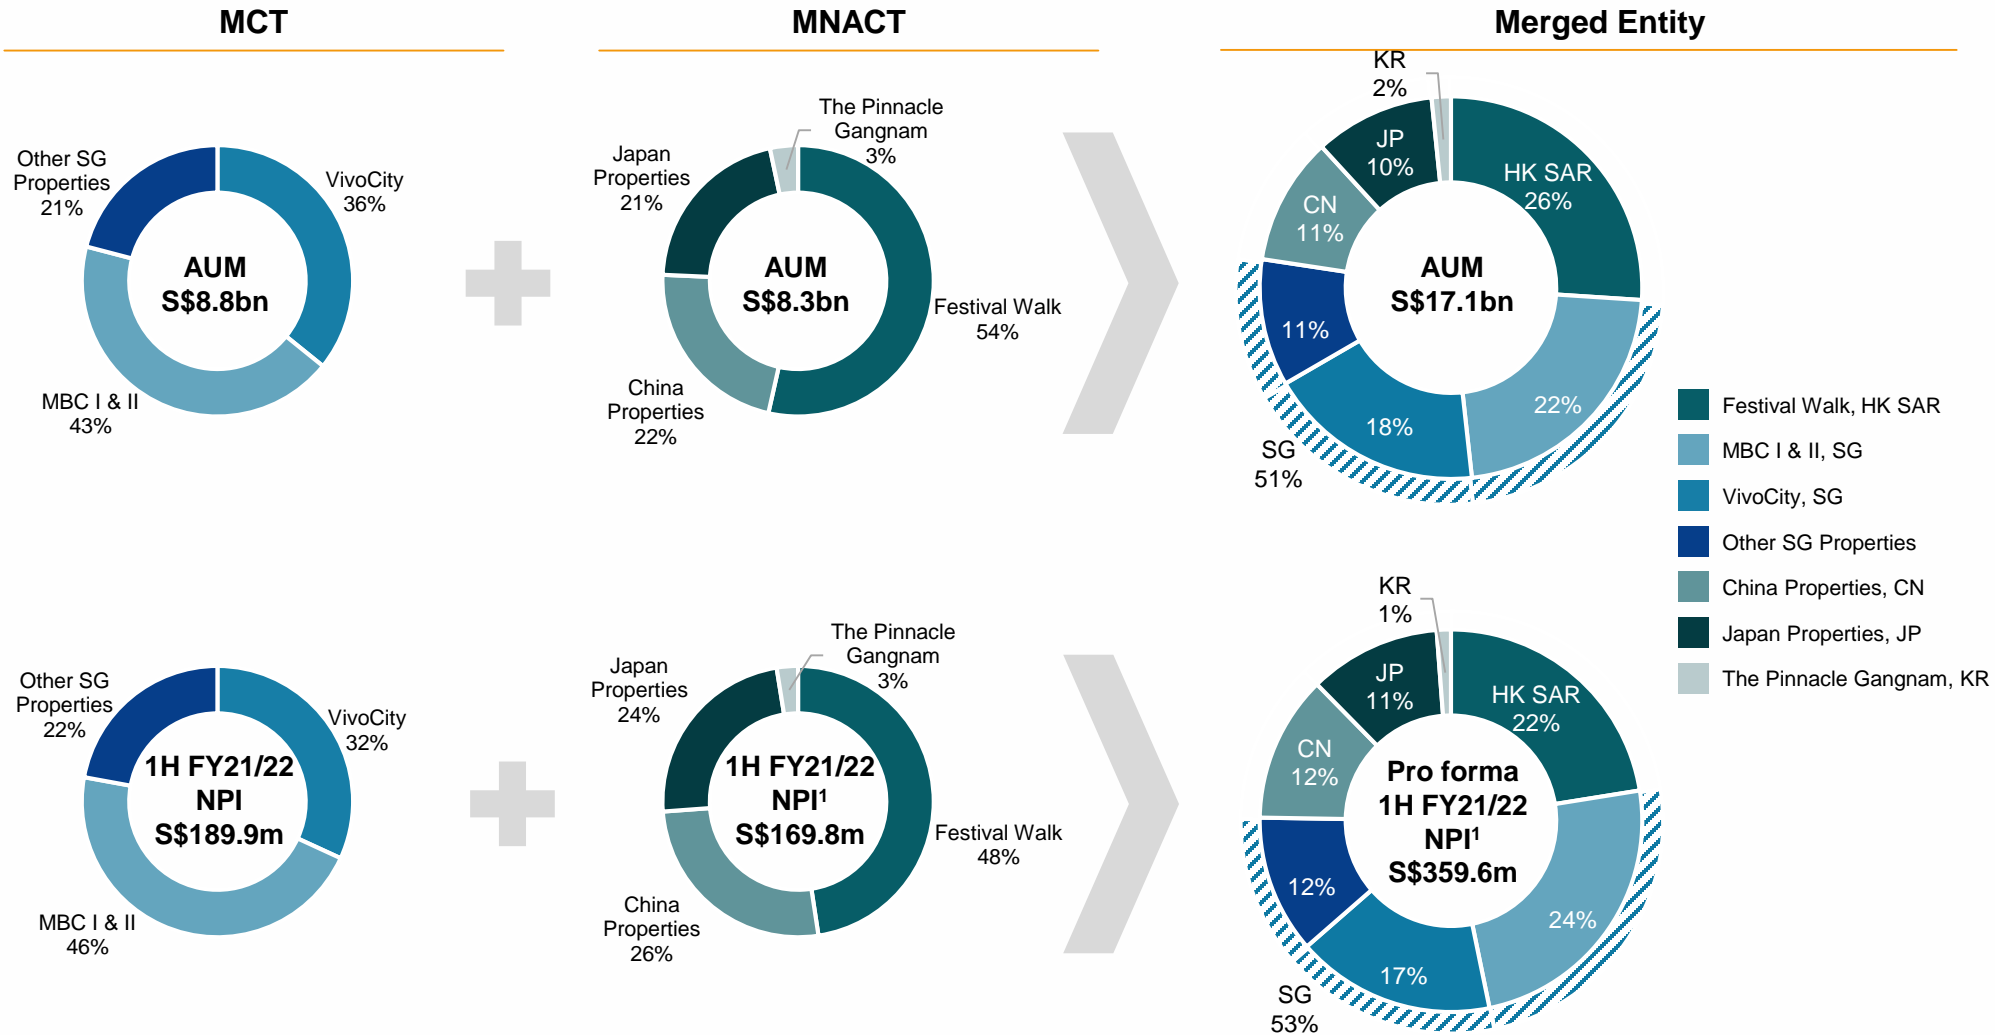 MCT
MNACT
Merged Entity
Other SG
Properties
21%
VivoCity
36%
MBC I & II
43%
AUM
S$8.8bn
The Pinnacle
Gangnam
3%
Japan
Properties
21%
Festival Walk
54%
China
Properties
22%
AUM
S$8.3bn
KR
2%
JP
10%
HK SAR
26%
CN
11%
11%
18%
22%
SG
51%
AUM
S$17.1bn
Festival Walk, HK SAR
MBC I & II, SG
VivoCity, SG
Other SG Properties
China Properties, CN
Japan Properties, JP
The Pinnacle Gangnam, KR
Other SG
Properties
22%
VivoCity
32%
MBC I & II
46%
1H FY21/22
NPI
S$189.9m
The Pinnacle
Gangnam
3%
Japan
Properties
24%
Festival Walk
48%
China
Properties
26%
1H FY21/22
NPI¹
S$169.8m
KR
1%
JP
11%
HK SAR
22%
CN
12%
12%
17%
24%
SG
53%
Pro forma
1H FY21/22
NPI¹
S$359.6m